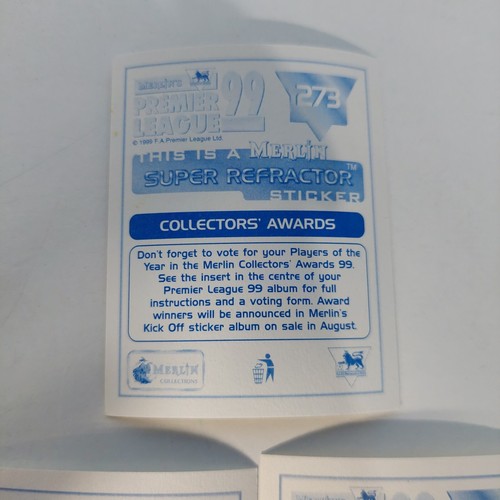 MERLIN'S
PREMIER
LEAGUE 99
273
© 1998 F.A Premier League Ltd.
THIS IS A MERLIN
SUPER REFRACTOR™
STICKER
COLLECTORS' AWARDS
Don't forget to vote for your Players of the
Year in the Merlin Collectors' Awards 99.
See the insert in the centre of your
Premier League 99 album for full
instructions and a voting form. Award
winners will be announced in Merlin's
Kick Off sticker album on sale in August.
MERLIN
COLLECTIONS